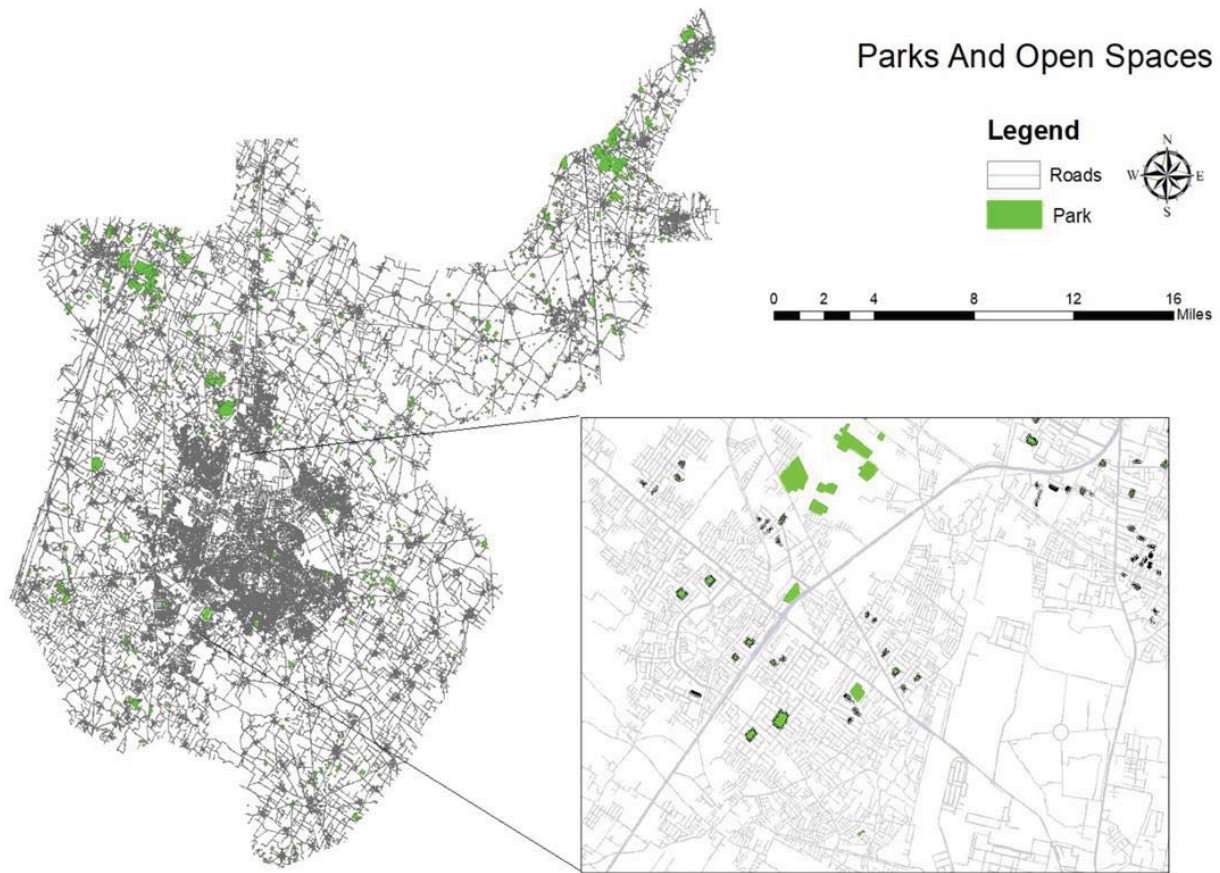 Parks And Open Spaces
Legend
Roads
Park
N
W E
S
0 2 4 8 12 16
Miles